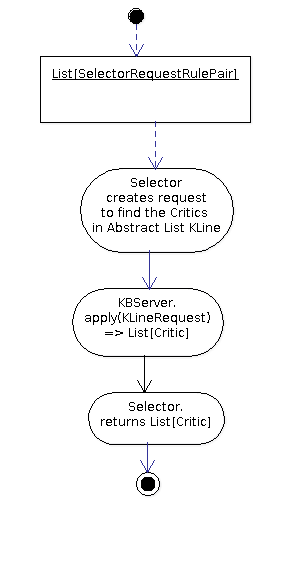 List[SelectorRequestRulePair]
Selector
creates request
to find the Critics
in Abstract List KLine
KBServer.
apply(KLineRequest)
=> List[Critic]
Selector.
returns List[Critic]